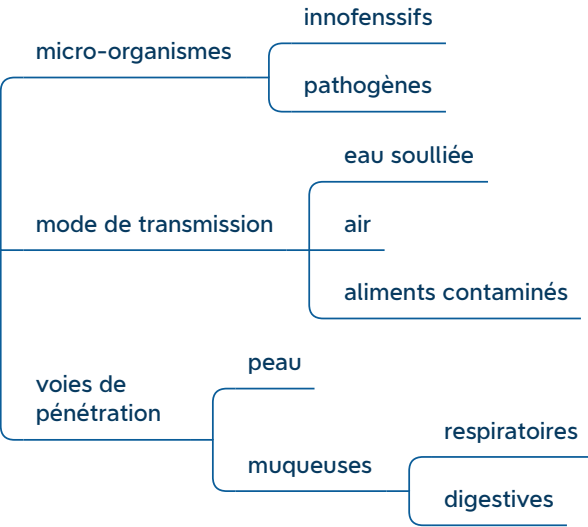 micro-organismes
innofenssifs
pathogènes
mode de transmission
eau soulliée
air
aliments contaminés
voies de
pénétration
peau
muqueuses
respiratoires
digestives